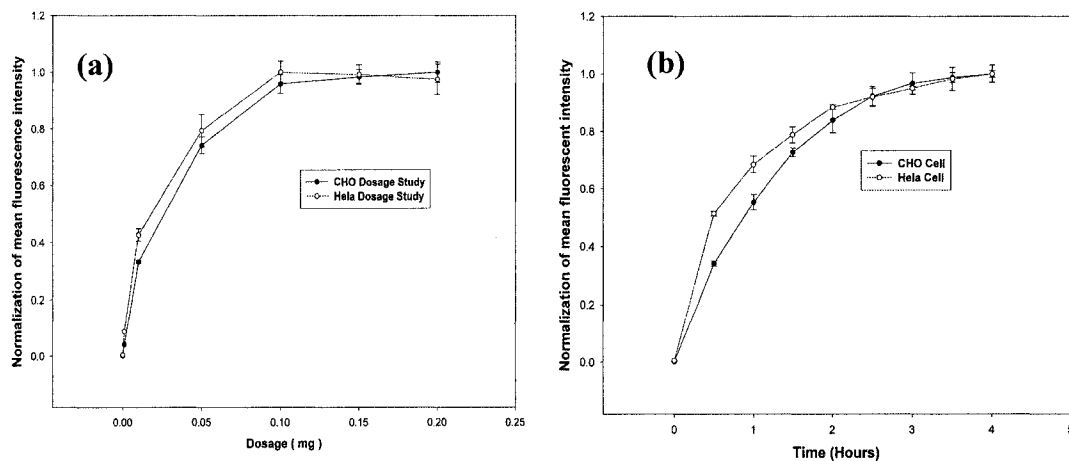 (a)
Normalization of mean fluorescence intensity
1.2
1.0
0.8
0.6
0.4
0.2
0.0
CHO Dosage Study
Hela Dosage Study
0.00 0.05 0.10 0.15 0.20 0.25
Dosage ( mg )
(b)
Normalization of mean fluorescent intensity
1.2
1.0
0.8
0.6
0.4
0.2
0.0
CHO Cell
Hela Cell
0 1 2 3 4 5
Time (Hours)